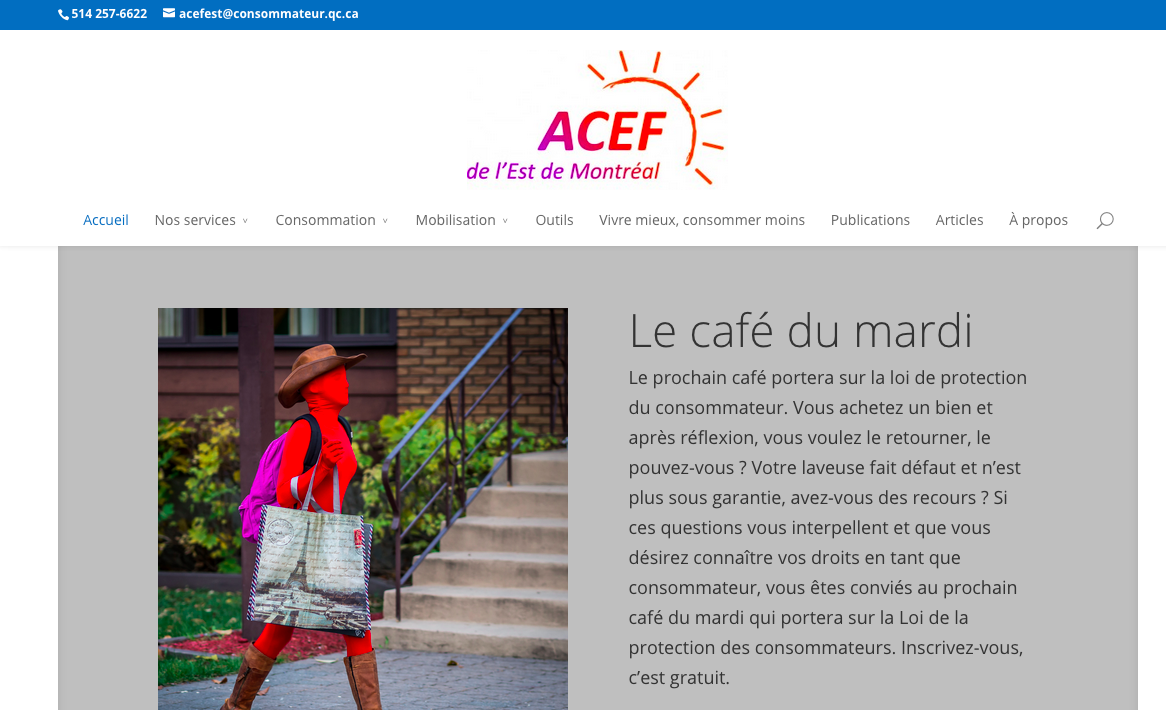 514 257-6622 acefest@consommateur.qc.ca
ACEF
de l'Est de Montréal
Accueil Nos services Consommation Mobilisation Outils Vivre mieux, consommer moins Publications Articles À propos
Le café du mardi
Le prochain café portera sur la loi de protection
du consommateur. Vous achetez un bien et
après réflexion, vous voulez le retourner, le
pouvez-vous ? Votre laveuse fait défaut et n’est
plus sous garantie, avez-vous des recours ? Si
ces questions vous interpellent et que vous
désirez connaître vos droits en tant que
consommateur, vous êtes conviés au prochain
café du mardi qui portera sur la Loi de la
protection des consommateurs. Inscrivez-vous,
c’est gratuit.